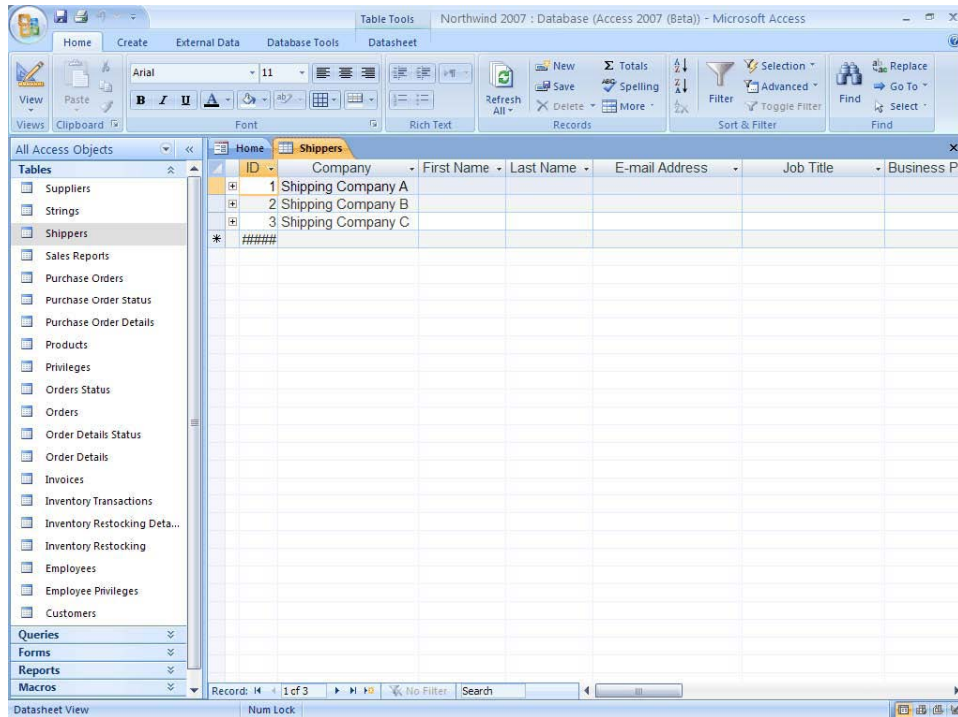 Table Tools Northwind 2007 : Database (Access 2007 (Beta)) - Microsoft Access
Home Create External Data Database Tools Datasheet
View
Views
Paste
Clipboard
Arial 11
B I U A ab
Font
Rich Text
Refresh All
New
Save
Delete
Σ Totals
Spelling
More
Records
Filter
Selection
Advanced
Toggle Filter
Sort & Filter
Find
Replace
Go To
Select
Find
All Access Objects
Tables
Suppliers
Strings
Shippers
Sales Reports
Purchase Orders
Purchase Order Status
Purchase Order Details
Products
Privileges
Orders Status
Orders
Order Details Status
Order Details
Invoices
Inventory Transactions
Inventory Restocking Deta...
Inventory Restocking
Employees
Employee Privileges
Customers
Queries
Forms
Reports
Macros
Home Shippers
ID Company First Name Last Name E-mail Address Job Title Business P
1 Shipping Company A
2 Shipping Company B
3 Shipping Company C
* #####
Record: 1 of 3 No Filter Search
Datasheet View Num Lock